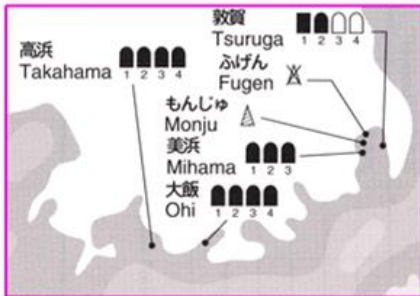 敦賀
Tsuruga
1 2 3 4
ふげん
Fugen
高浜
Takahama
1 2 3 4
もんじゅ
Monju
美浜
Mihama
1 2 3
大飯
Ohi
1 2 3 4